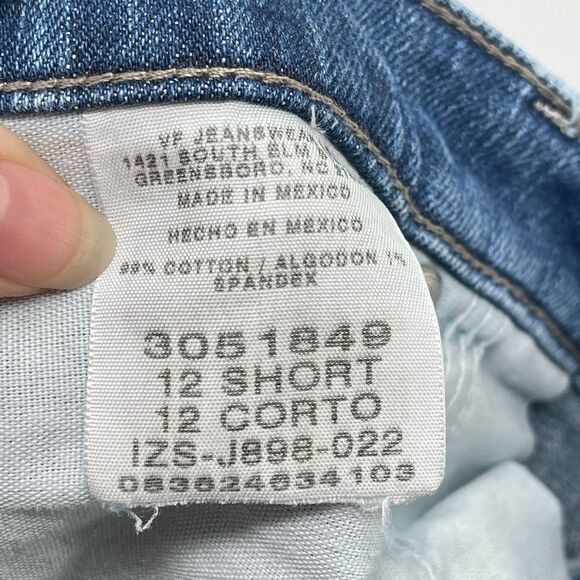 VF JEANSWEAR
1421 SOUTH ELM
GREENSBORO, NC
MADE IN MEXICO
HECHO EN MEXICO
99% COTTON / ALGODON 1%
SPANDEX
3051849
12 SHORT
12 CORTO
IZS-J898-022
083624634103